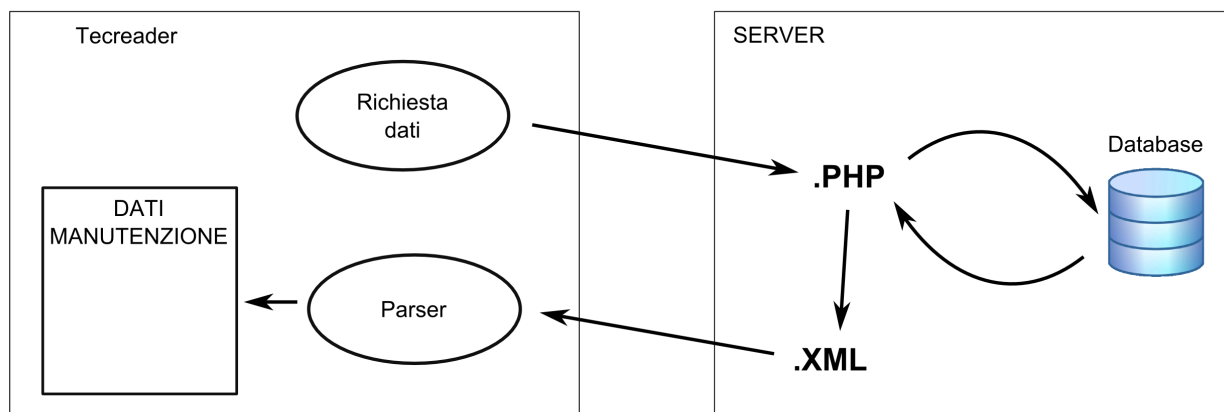 Tecreader
SERVER
Richiesta
dati
Database
.PHP
DATI
MANUTENZIONE
Parser
.XML